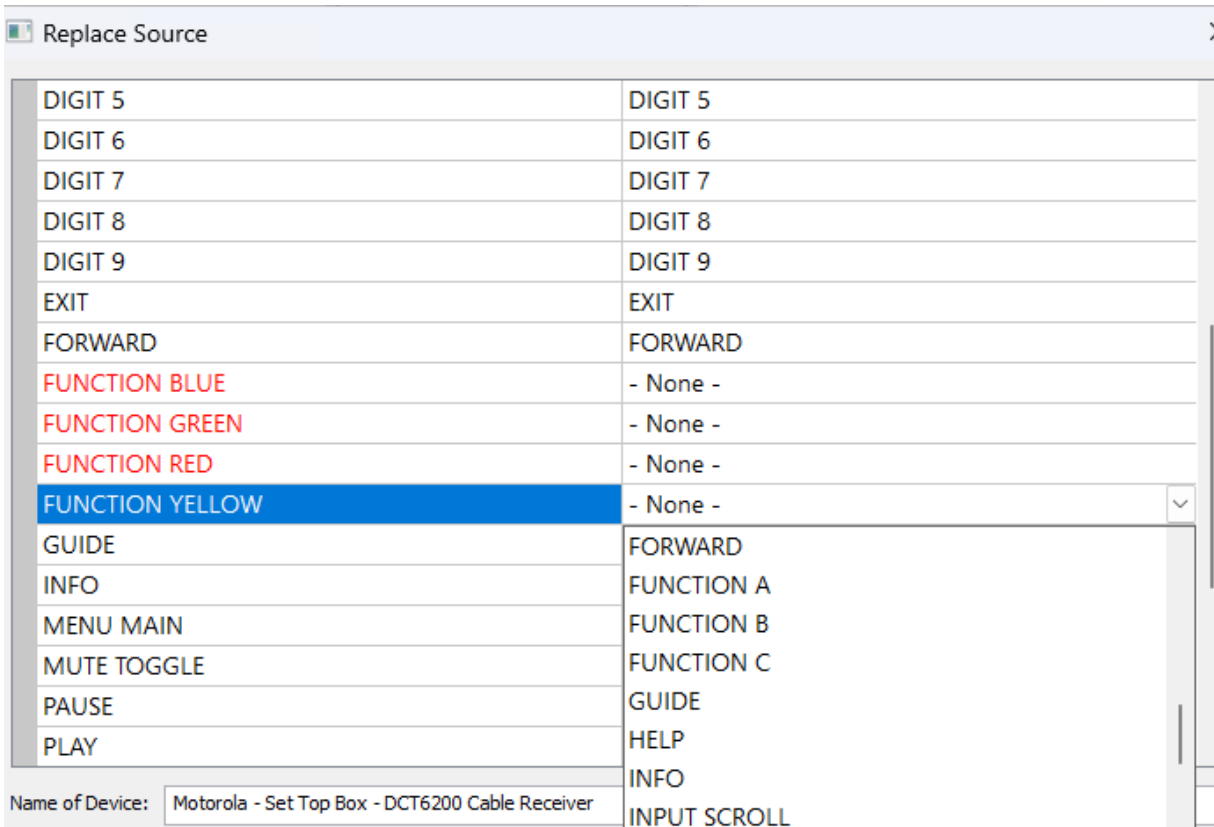 Replace Source
DIGIT 5 DIGIT 5
DIGIT 6 DIGIT 6
DIGIT 7 DIGIT 7
DIGIT 8 DIGIT 8
DIGIT 9 DIGIT 9
EXIT EXIT
FORWARD FORWARD
FUNCTION BLUE - None -
FUNCTION GREEN - None -
FUNCTION RED - None -
FUNCTION YELLOW - None -
GUIDE FORWARD
INFO FUNCTION A
MENU MAIN FUNCTION B
MUTE TOGGLE FUNCTION C
PAUSE GUIDE
PLAY HELP
INFO
Name of Device: Motorola - Set Top Box - DCT6200 Cable Receiver
INPUT SCROLL